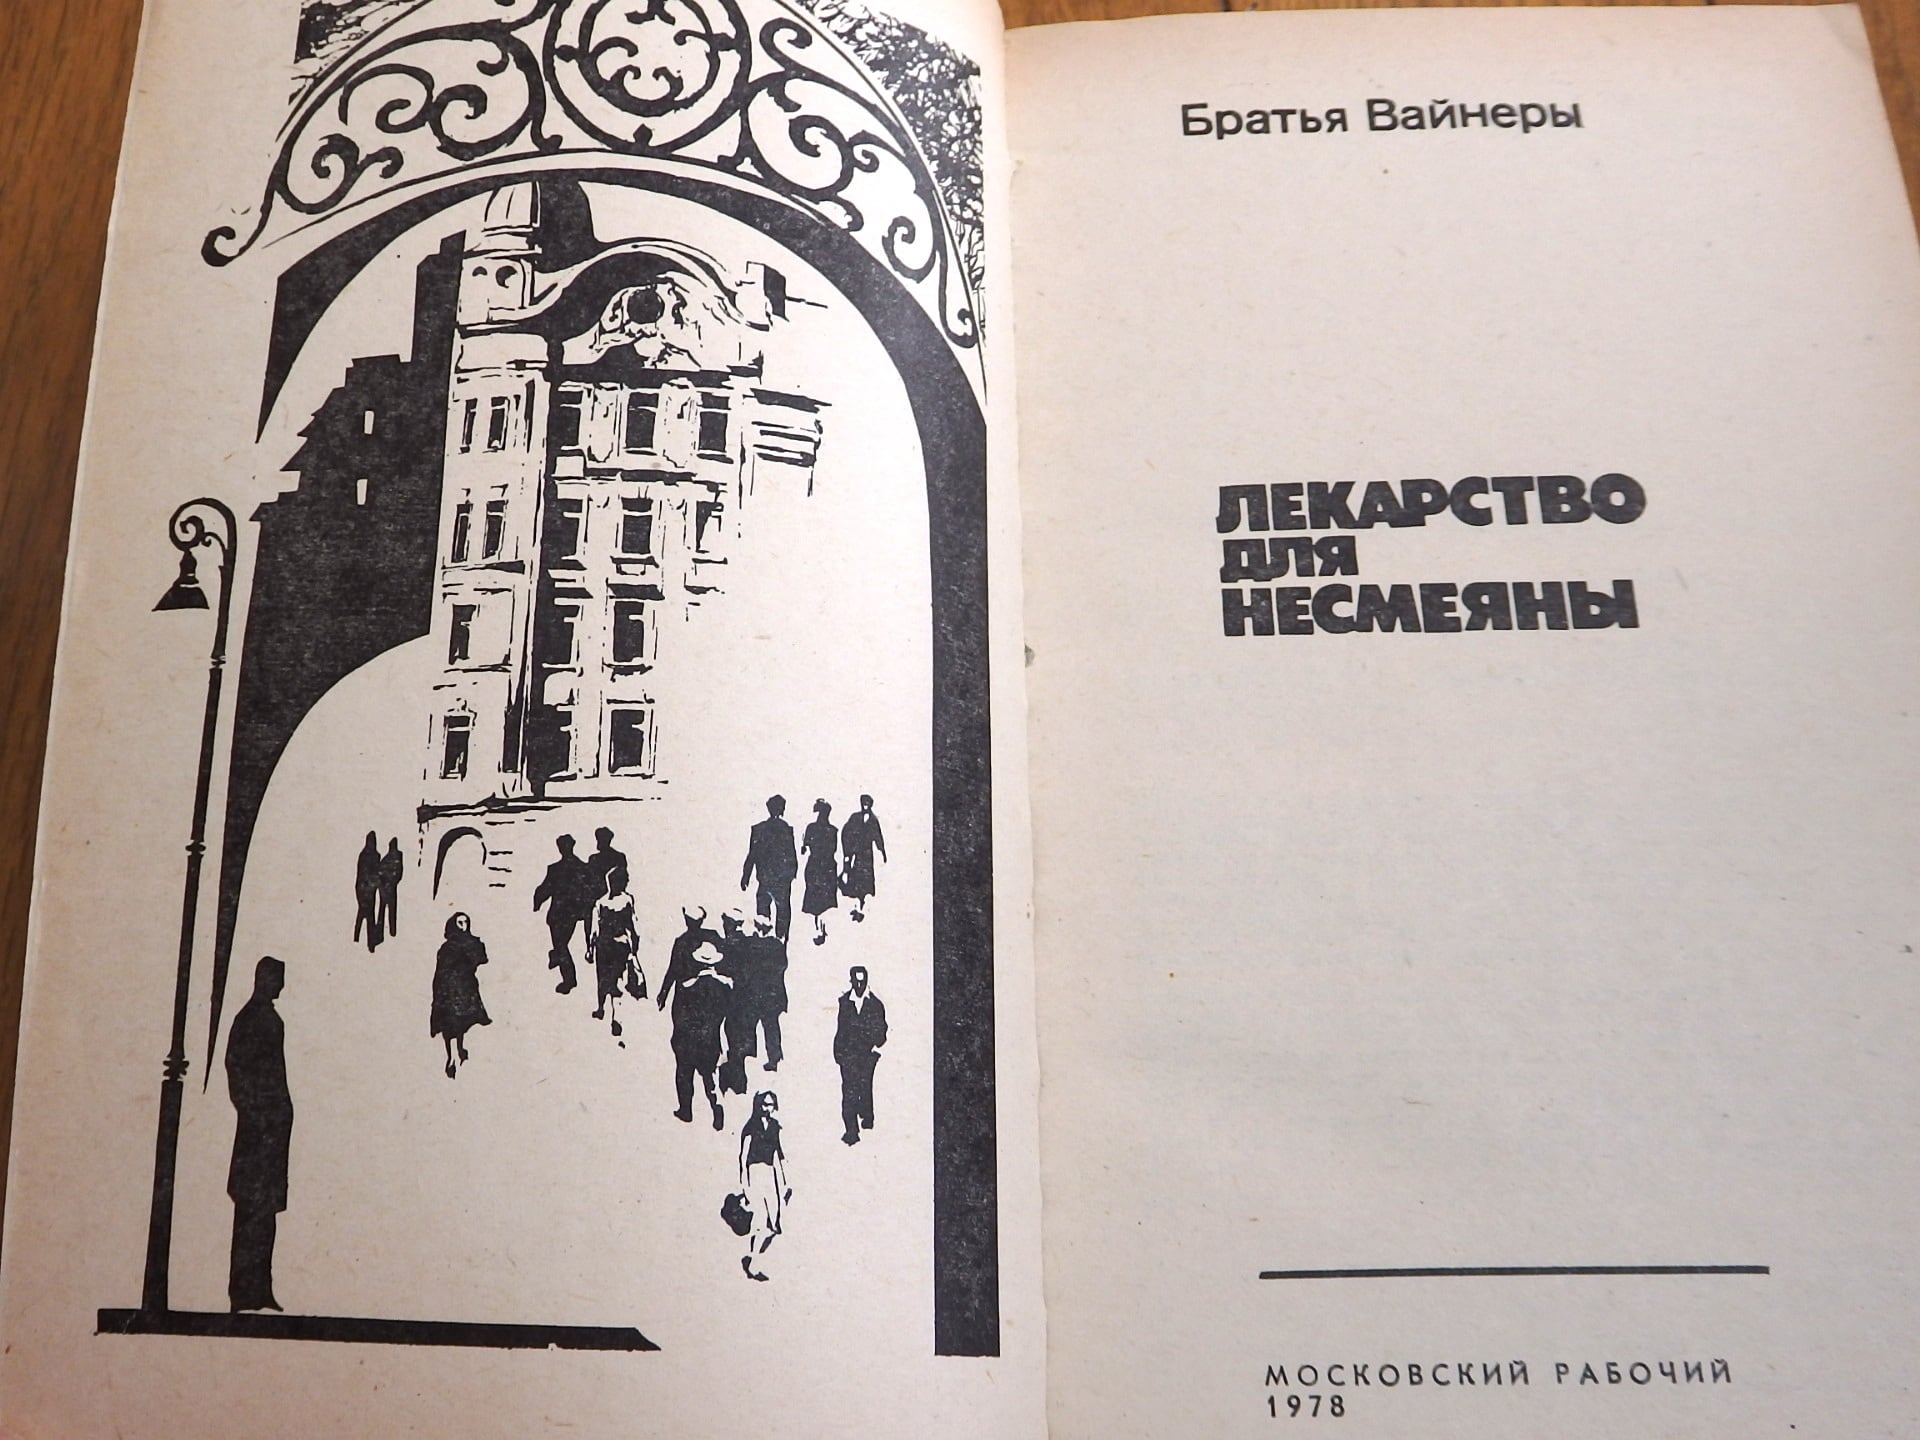 Братья Вайнеры
ЛЕКАРСТВО
ДЛЯ
НЕСМЕЯНЫ
МОСКОВСКИЙ РАБОЧИЙ
1978